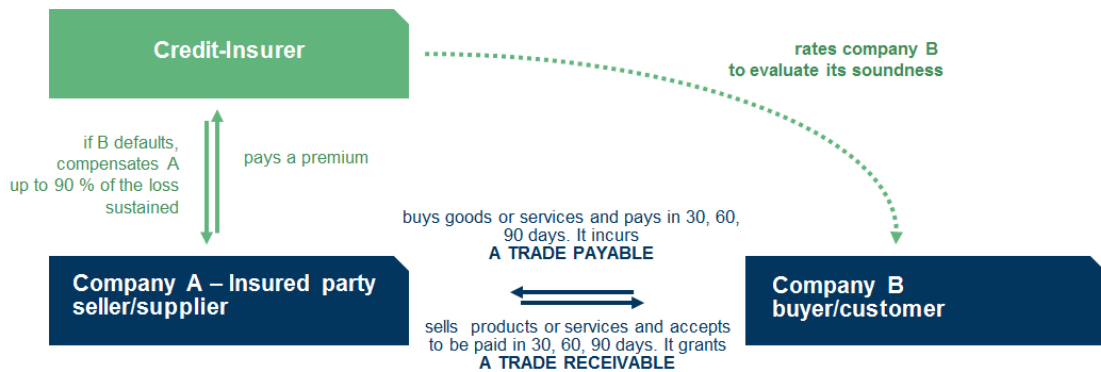 Credit-Insurer
rates company B
to evaluate its soundness
if B defaults,
compensates A
up to 90 % of the loss
sustained
pays a premium
buys goods or services and pays in 30, 60,
90 days. It incurs
A TRADE PAYABLE
Company A – Insured party
seller/supplier
Company B
buyer/customer
sells products or services and accepts
to be paid in 30, 60, 90 days. It grants
A TRADE RECEIVABLE